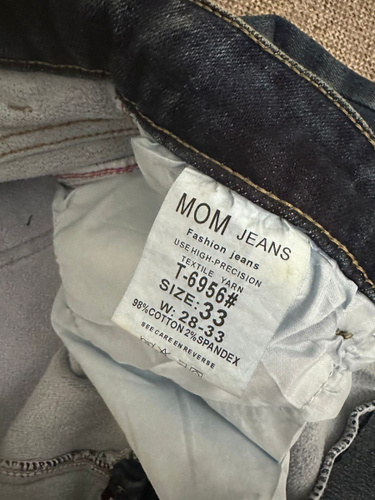 MOM JEANS
Fashion jeans
USE HIGH-PRECISION
TEXTILE YARN
T-6956#
SIZE:33
W: 28-33
98%COTTON 2%SPANDEX
SEE CARE EN REVERSE